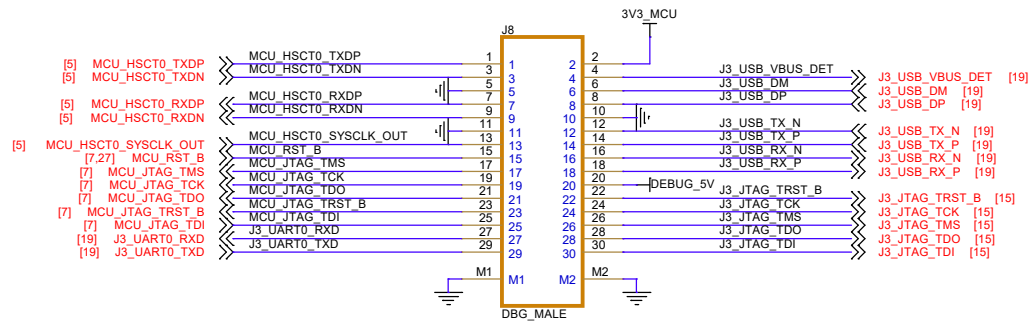 3V3_MCU
J8
[5] MCU_HSCT0_TXDP MCU_HSCT0_TXDP 1 1 2 2
[5] MCU_HSCT0_TXDN MCU_HSCT0_TXDN 3 3 4 4 J3_USB_VBUS_DET J3_USB_VBUS_DET [19]
5 5 6 6 J3_USB_DM J3_USB_DM [19]
[5] MCU_HSCT0_RXDP MCU_HSCT0_RXDP 7 7 8 8 J3_USB_DP J3_USB_DP [19]
[5] MCU_HSCT0_RXDN MCU_HSCT0_RXDN 9 9 10 10
11 11 12 12 J3_USB_TX_N J3_USB_TX_N [19]
[5] MCU_HSCT0_SYSCLK_OUT MCU_HSCT0_SYSCLK_OUT 13 13 14 14 J3_USB_TX_P J3_USB_TX_P [19]
[7,27] MCU_RST_B MCU_RST_B 15 15 16 16 J3_USB_RX_N J3_USB_RX_N [19]
[7] MCU_JTAG_TMS MCU_JTAG_TMS 17 17 18 18 J3_USB_RX_P J3_USB_RX_P [19]
[7] MCU_JTAG_TCK MCU_JTAG_TCK 19 19 20 20 DEBUG_5V
[7] MCU_JTAG_TDO MCU_JTAG_TDO 21 21 22 22 J3_JTAG_TRST_B J3_JTAG_TRST_B [15]
[7] MCU_JTAG_TRST_B MCU_JTAG_TRST_B 23 23 24 24 J3_JTAG_TCK J3_JTAG_TCK [15]
[7] MCU_JTAG_TDI MCU_JTAG_TDI 25 25 26 26 J3_JTAG_TMS J3_JTAG_TMS [15]
[19] J3_UART0_RXD J3_UART0_RXD 27 27 28 28 J3_JTAG_TDO J3_JTAG_TDO [15]
[19] J3_UART0_TXD J3_UART0_TXD 29 29 30 30 J3_JTAG_TDI J3_JTAG_TDI [15]
M1 M1 M2 M2
DBG_MALE